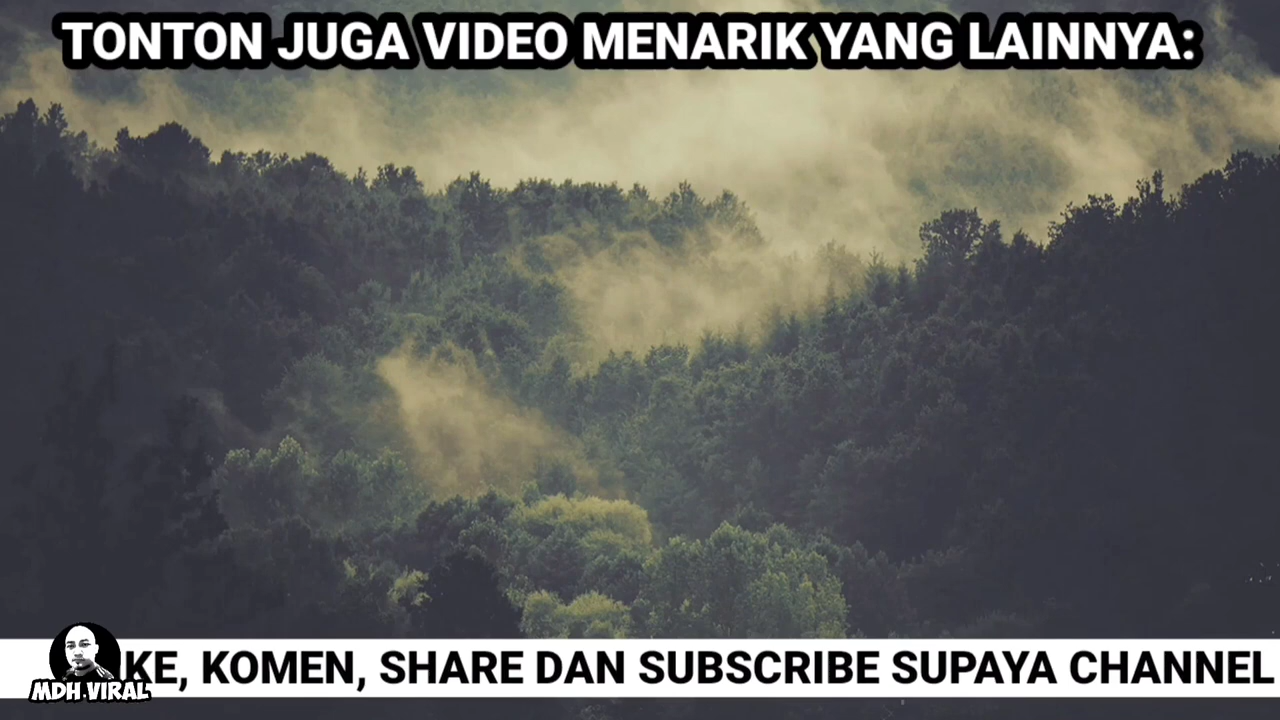 TONTON JUGA VIDEO MENARIK YANG LAINNYA:
KE, KOMEN, SHARE DAN SUBSCRIBE SUPAYA CHANNEL
MDH VIRAL